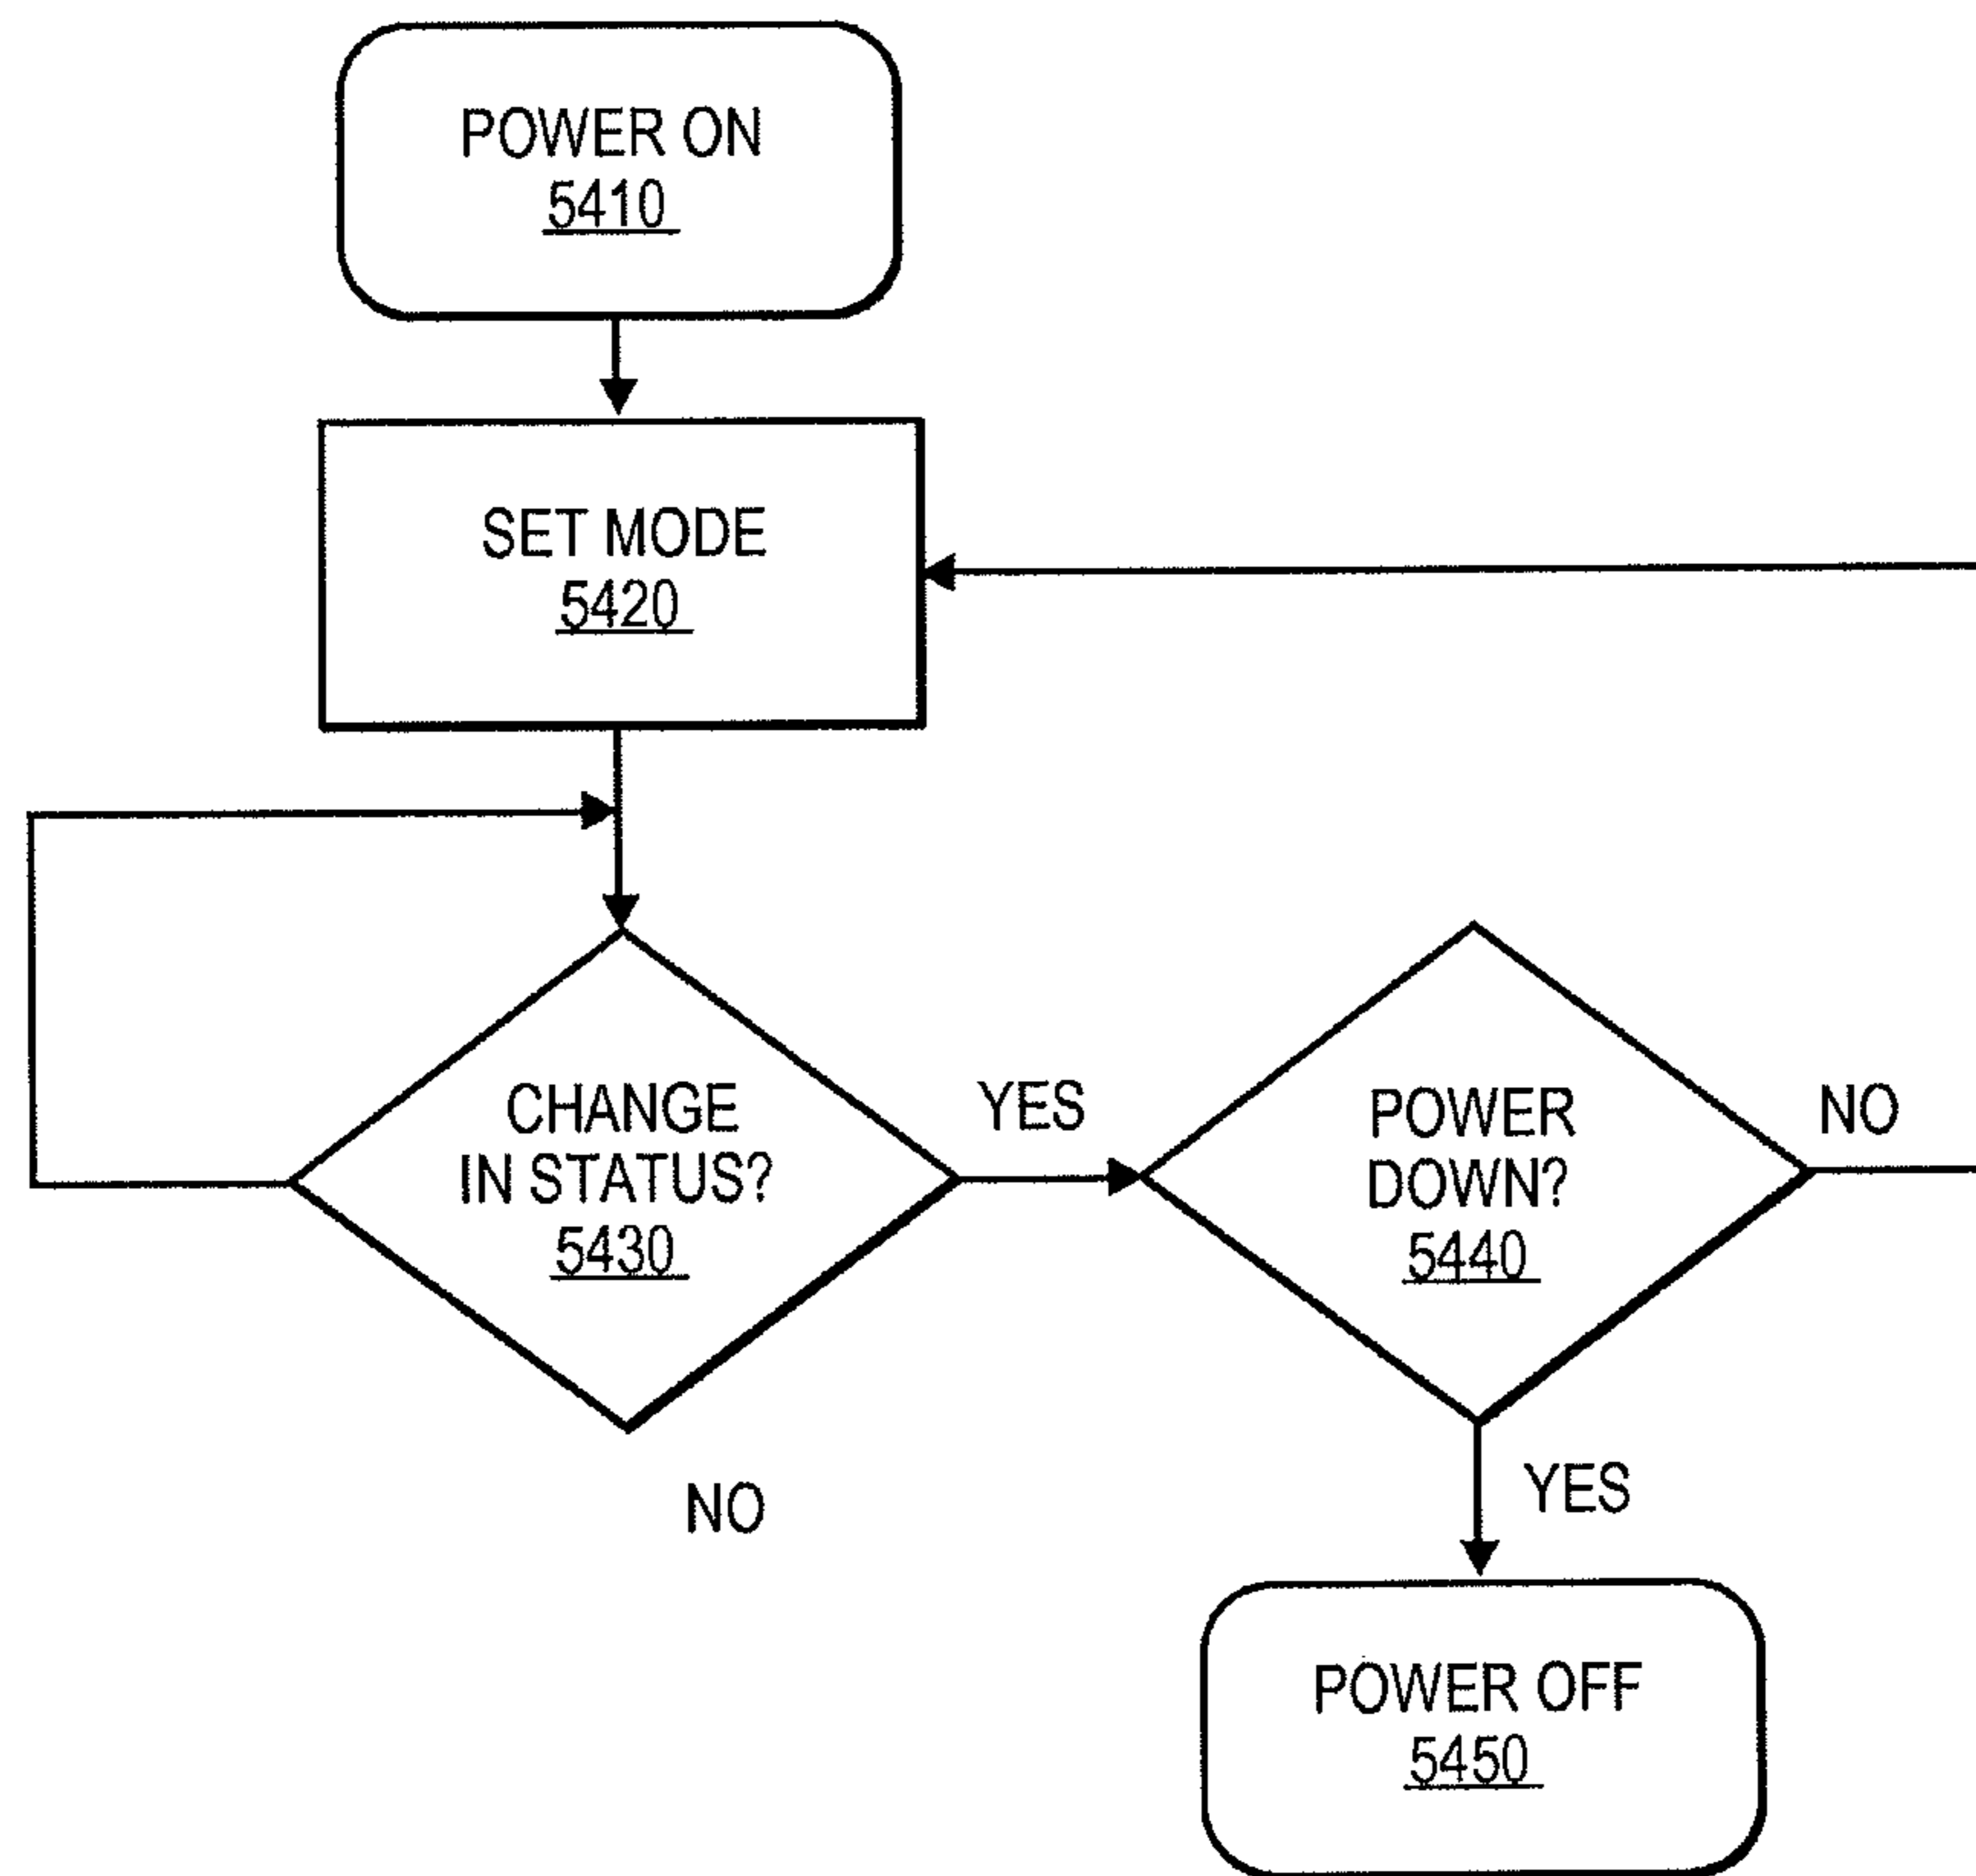 POWER ON
5410
SET MODE
5420
CHANGE
IN STATUS?
5430
YES
POWER
DOWN?
5440
NO
NO
YES
POWER OFF
5450